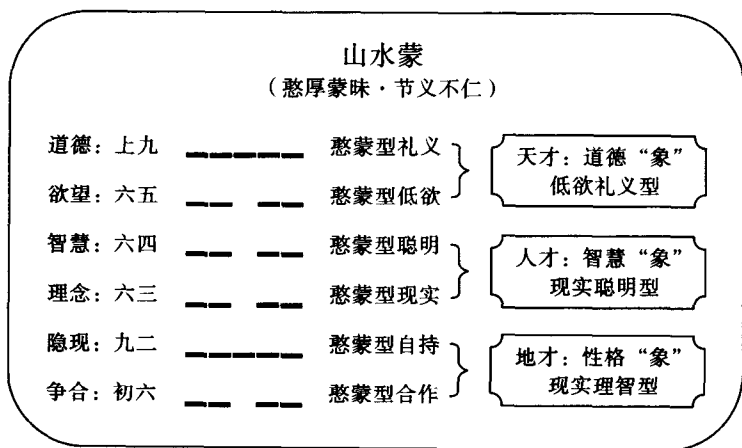 山水蒙
（憨厚蒙昧·节义不仁）
道德：上九 憨蒙型礼义
欲望：六五 憨蒙型低欲
天才：道德“象”
低欲礼义型
智慧：六四 憨蒙型聪明
理念：六三 憨蒙型现实
人才：智慧“象”
现实聪明型
隐现：九二 憨蒙型自持
争合：初六 憨蒙型合作
地才：性格“象”
现实理智型